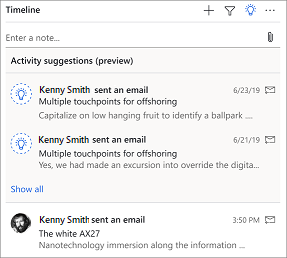 Timeline
Enter a note...
Activity suggestions (preview)
Kenny Smith sent an email 6/23/19
Multiple touchpoints for offshoring
Capitalize on low hanging fruit to identify a ballpark ...
Kenny Smith sent an email 6/21/19
Multiple touchpoints for offshoring
Yes, we had made an excursion into override the digita...
Show all
Kenny Smith sent an email 3:50 PM
The white AX27
Nanotechnology immersion along the information ...